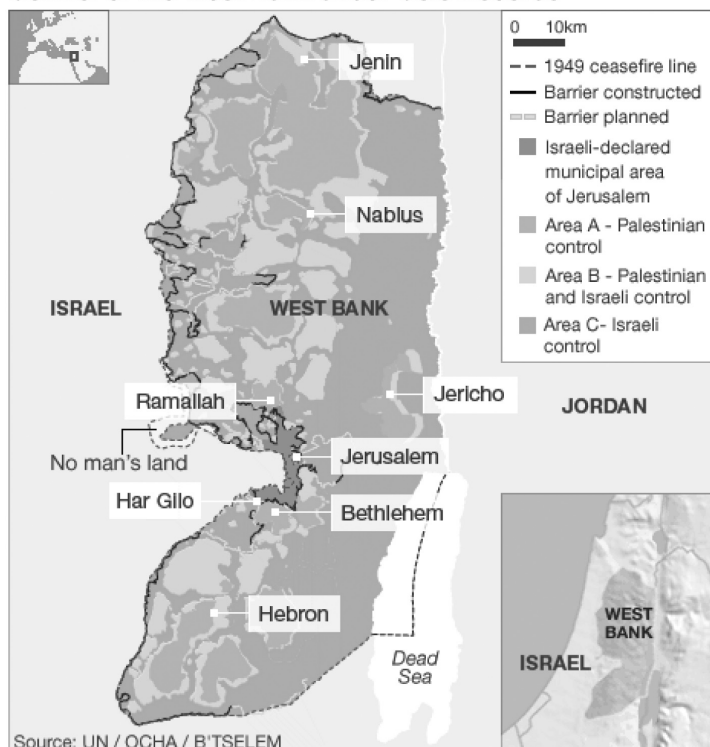 0 10km
1949 ceasefire line
Barrier constructed
Barrier planned
Israeli-declared
municipal area
of Jerusalem
Area A - Palestinian
control
Area B - Palestinian
and Israeli control
Area C- Israeli
control
Jenin
Nablus
ISRAEL
WEST BANK
Ramallah
Jericho
JORDAN
No man's land
Jerusalem
Har Gilo
Bethlehem
Hebron
Dead
Sea
WEST
BANK
ISRAEL
Source: UN / OCHA / B'TSELEM